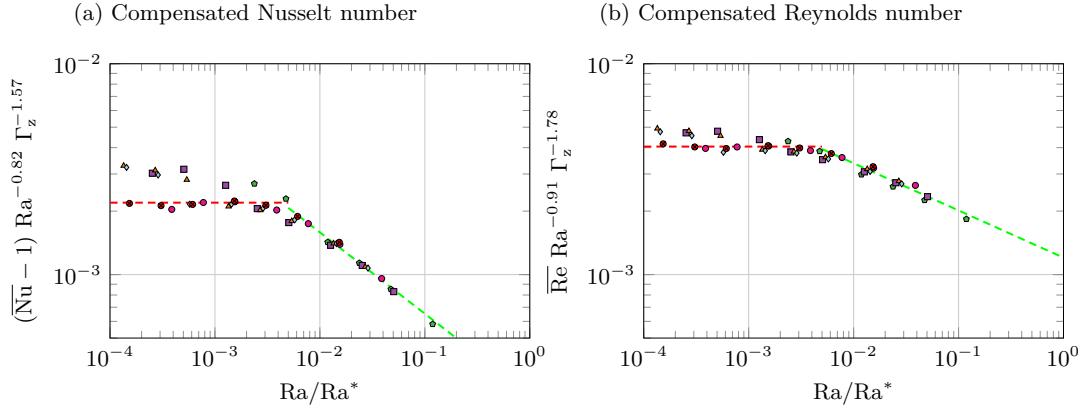 (a) Compensated Nusselt number
(N̅u̅ − 1) Ra^−0.82 Γ_z^−1.57
10^−2
10^−3
10^−4 10^−3 10^−2 10^−1 10^0
Ra/Ra*
(b) Compensated Reynolds number
R̅e̅ Ra^−0.91 Γ_z^−1.78
10^−2
10^−3
10^−4 10^−3 10^−2 10^−1 10^0
Ra/Ra*